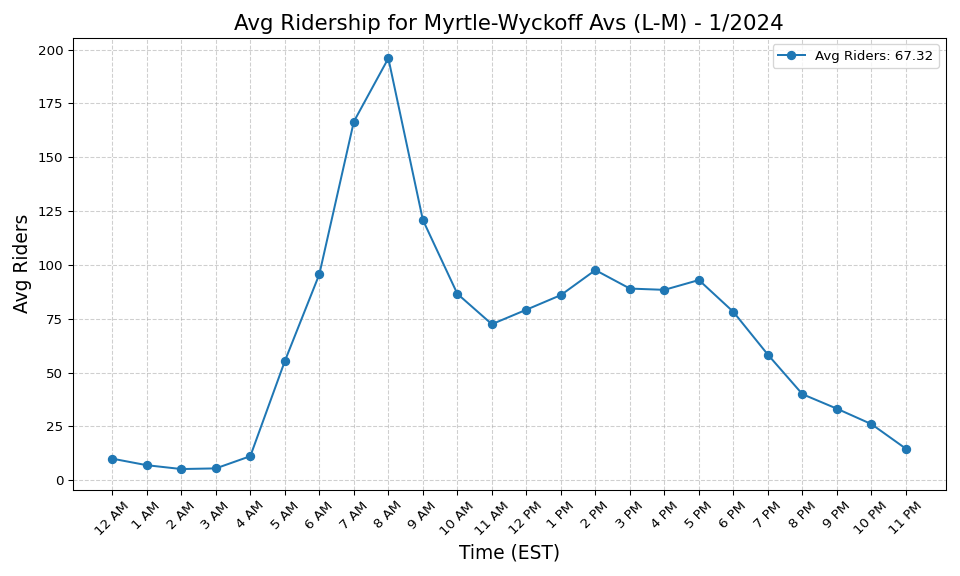 Avg Ridership for Myrtle-Wyckoff Avs (L-M) - 1/2024
Avg Riders: 67.32
Avg Riders
200
175
150
125
100
75
50
25
0
12 AM
1 AM
2 AM
3 AM
4 AM
5 AM
6 AM
7 AM
8 AM
9 AM
10 AM
11 AM
12 PM
1 PM
2 PM
3 PM
4 PM
5 PM
6 PM
7 PM
8 PM
9 PM
10 PM
11 PM
Time (EST)